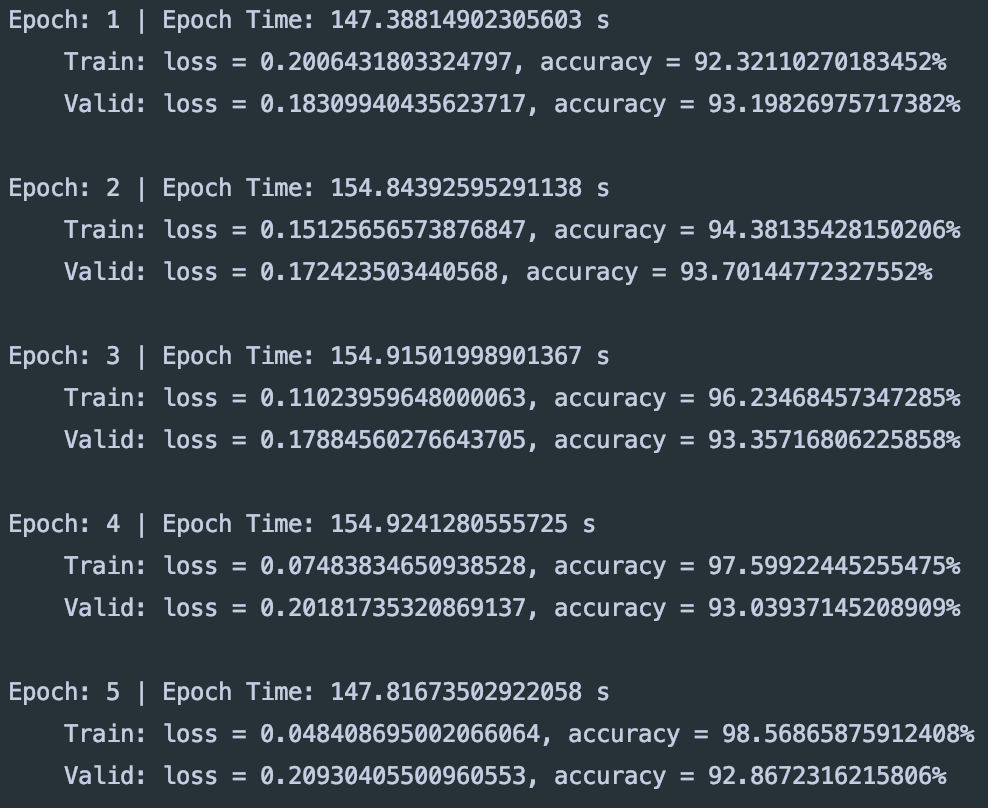 Epoch: 1 | Epoch Time: 147.38814902305603 s
Train: loss = 0.2006431803324797, accuracy = 92.32110270183452%
Valid: loss = 0.18309940435623717, accuracy = 93.19826975717382%
Epoch: 2 | Epoch Time: 154.84392595291138 s
Train: loss = 0.15125656573876847, accuracy = 94.38135428150206%
Valid: loss = 0.172423503440568, accuracy = 93.70144772327552%
Epoch: 3 | Epoch Time: 154.91501998901367 s
Train: loss = 0.11023959648000063, accuracy = 96.23468457347285%
Valid: loss = 0.17884560276643705, accuracy = 93.35716806225858%
Epoch: 4 | Epoch Time: 154.9241280555725 s
Train: loss = 0.07483834650938528, accuracy = 97.59922445255475%
Valid: loss = 0.20181735320869137, accuracy = 93.03937145208909%
Epoch: 5 | Epoch Time: 147.81673502922058 s
Train: loss = 0.048408695002066064, accuracy = 98.56865875912408%
Valid: loss = 0.20930405500960553, accuracy = 92.8672316215806%